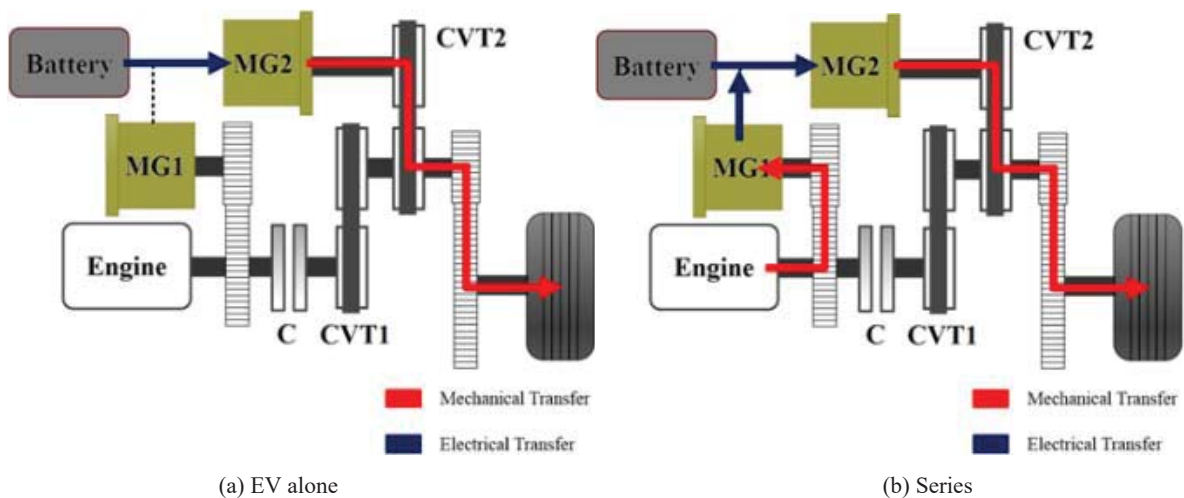 Battery
MG2
CVT2
MG1
Engine
C
CVT1
Mechanical Transfer
Electrical Transfer
(a) EV alone
Battery
MG2
CVT2
MG1
Engine
C
CVT1
Mechanical Transfer
Electrical Transfer
(b) Series